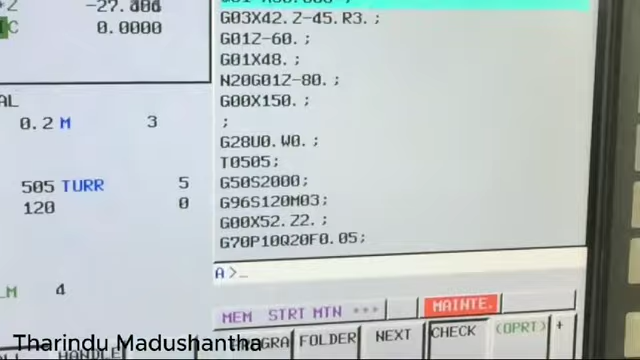 Z -27.
C 0.0000
G03X42.Z-45.R3.;
G01Z-60.;
G01X48.;
N20G01Z-80.;
G00X150.;
;
G28U0.W0.;
T0505;
G50S2000;
G96S120M03;
G00X52.Z2.;
G70P10Q20F0.05;
AL
0.2 M 3
505 TURR 5
120 0
LM 4
A>_
MEM STRT MTN *** MAINTE.
FOLDER NEXT CHECK (OPRT) +
HANDLE
Tharindu Madushantha